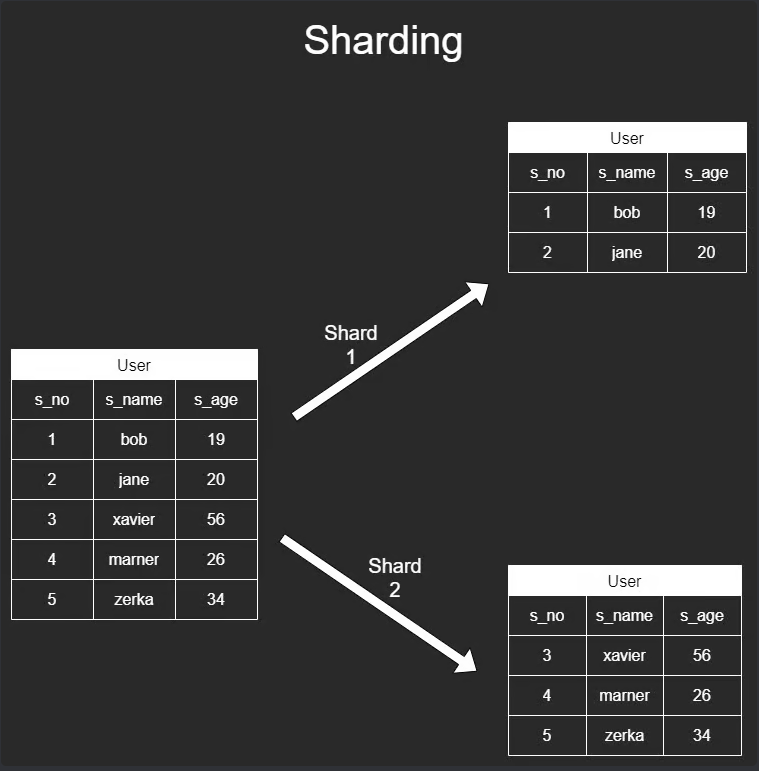 Sharding
User
s_no s_name s_age
1 bob 19
2 jane 20
Shard
1
User
s_no s_name s_age
1 bob 19
2 jane 20
3 xavier 56
4 marner 26
5 zerka 34
Shard
2
User
s_no s_name s_age
3 xavier 56
4 marner 26
5 zerka 34